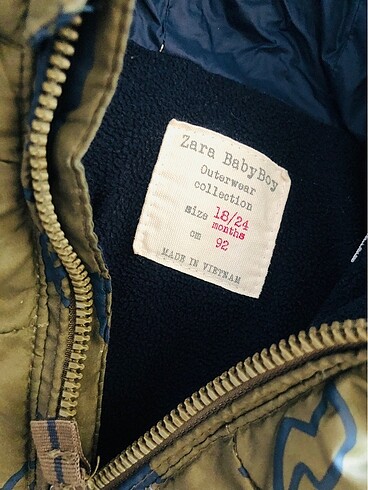 Zara BabyBoy
Outerwear
collection
size 18/24
months
cm 92
MADE IN VIETNAM